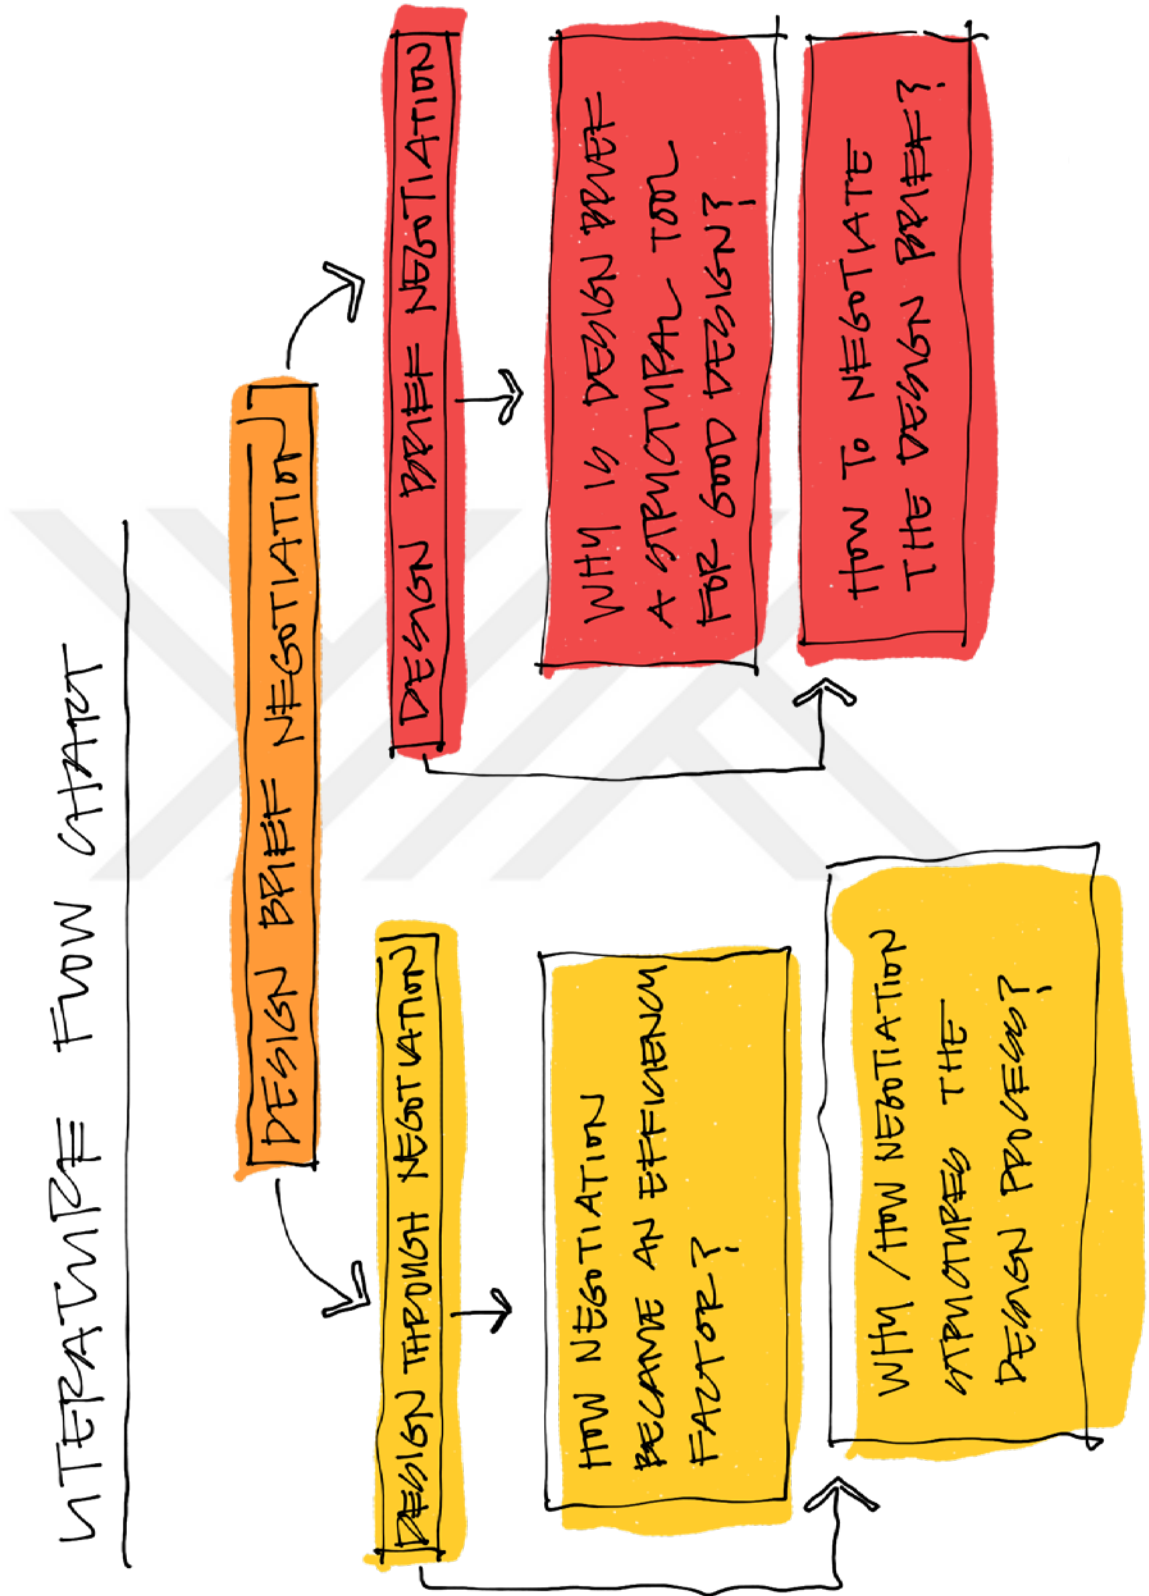 LITERATURE FLOW CHART
DESIGN BRIEF NEGOTIATION
DESIGN THROUGH NEGOTIATION
HOW NEGOTIATION
BECAME AN EFFICIENCY
FACTOR?
WHY / HOW NEGOTIATION
STRUCTURES THE
DESIGN PROCESS?
DESIGN BRIEF NEGOTIATION
WHY IS DESIGN BRIEF
A STRUCTURAL TOOL
FOR GOOD DESIGN?
HOW TO NEGOTIATE
THE DESIGN BRIEF?